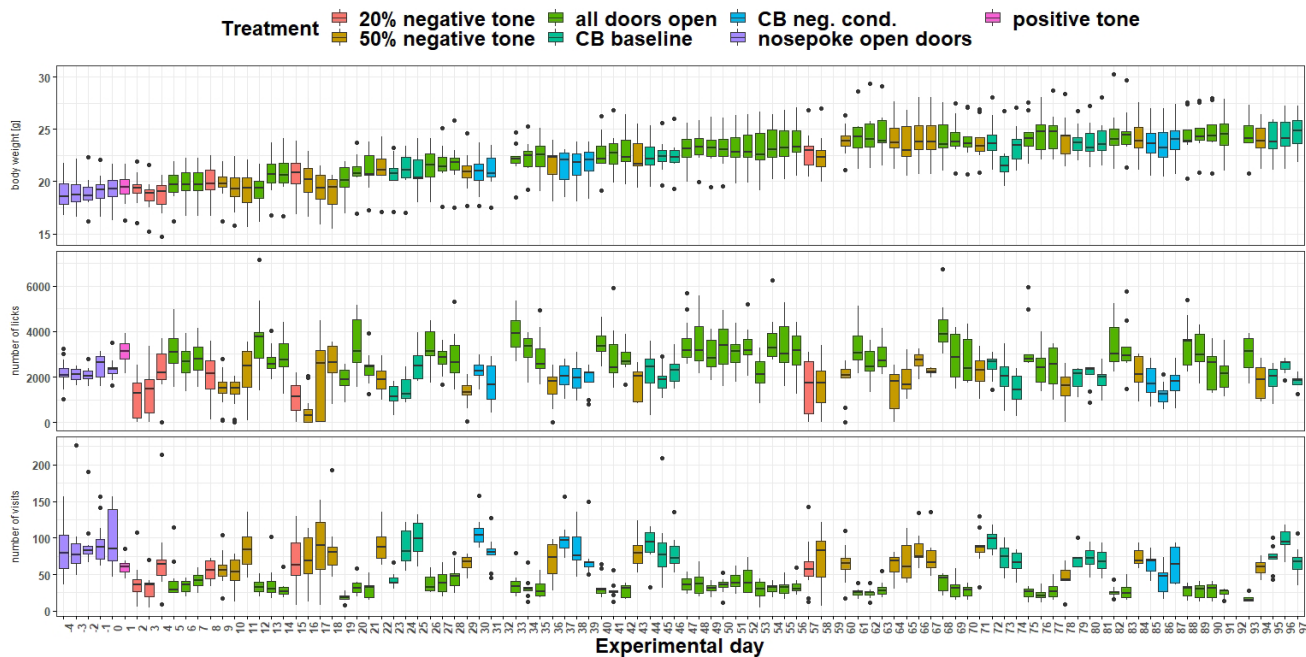 Treatment
20% negative tone
all doors open
CB neg. cond.
positive tone
50% negative tone
CB baseline
nosepoke open doors
body weight [g]
30
25
20
15
number of licks
6000
4000
2000
0
number of visits
200
150
100
50
0
-4 -3 -2 -1 0 1 2 3 4 5 6 7 8 9 10 11 12 13 14 15 16 17 18 19 20 21 22 23 24 25 26 27 28 29 30 31 32 33 34 35 36 37 38 39 40 41 42 43 44 45 46 47 48 49 50 51 52 53 54 55 56 57 58 59 60 61 62 63 64 65 66 67 68 69 70 71 72 73 74 75 76 77 78 79 80 81 82 83 84 85 86 87 88 89 90 91 92 93 94 95 96 97
Experimental day